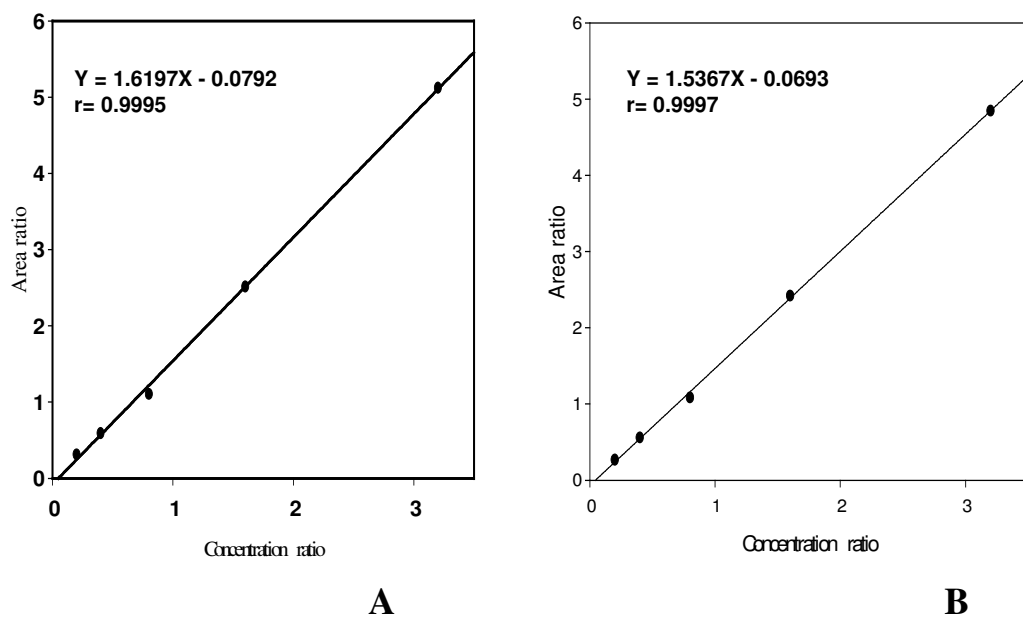 6
5
4
3
2
1
0
Y = 1.6197X - 0.0792
r= 0.9995
Area ratio
0 1 2 3
Concentration ratio
A
6
5
4
3
2
1
0
Y = 1.5367X - 0.0693
r= 0.9997
Area ratio
0 1 2 3
Concentration ratio
B